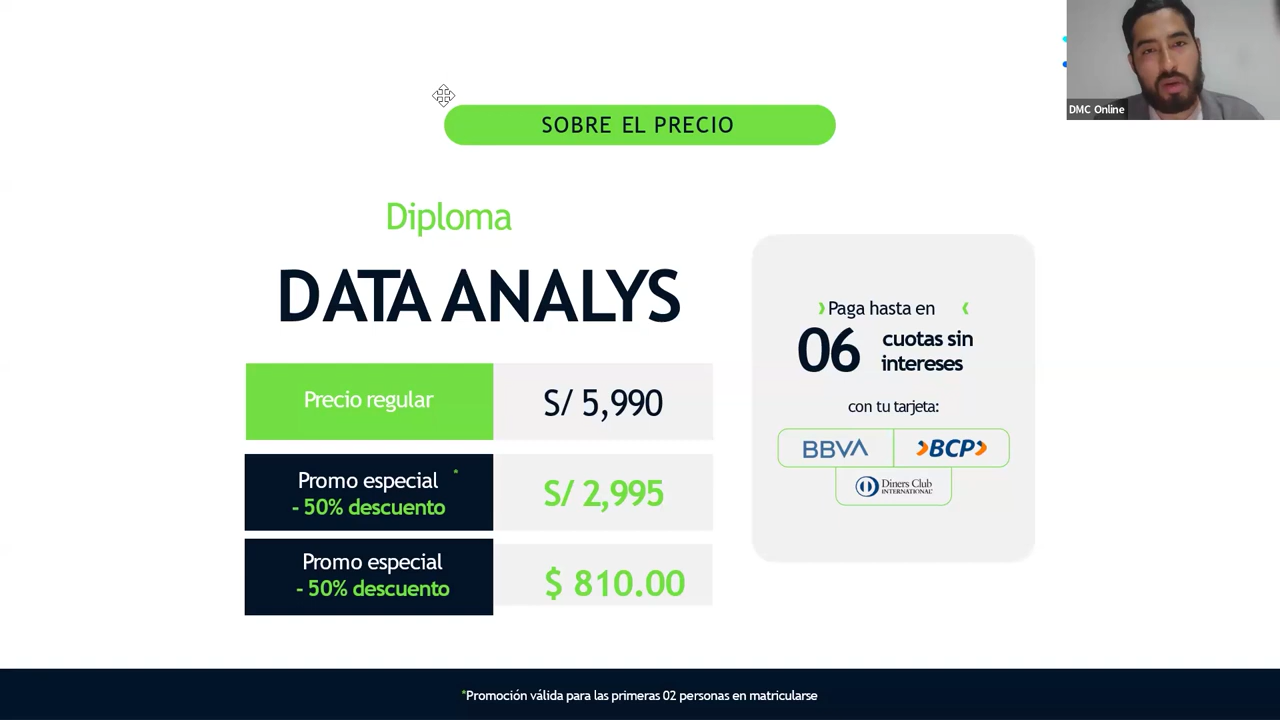 DMC Online
SOBRE EL PRECIO
Diploma
DATA ANALYS
Precio regular
S/ 5,990
Promo especial *
- 50% descuento
S/ 2,995
Promo especial
- 50% descuento
$ 810.00
Paga hasta en
06 cuotas sin
intereses
con tu tarjeta:
BBVA
BCP
Diners Club
INTERNATIONAL
*Promoción válida para las primeras 02 personas en matricularse